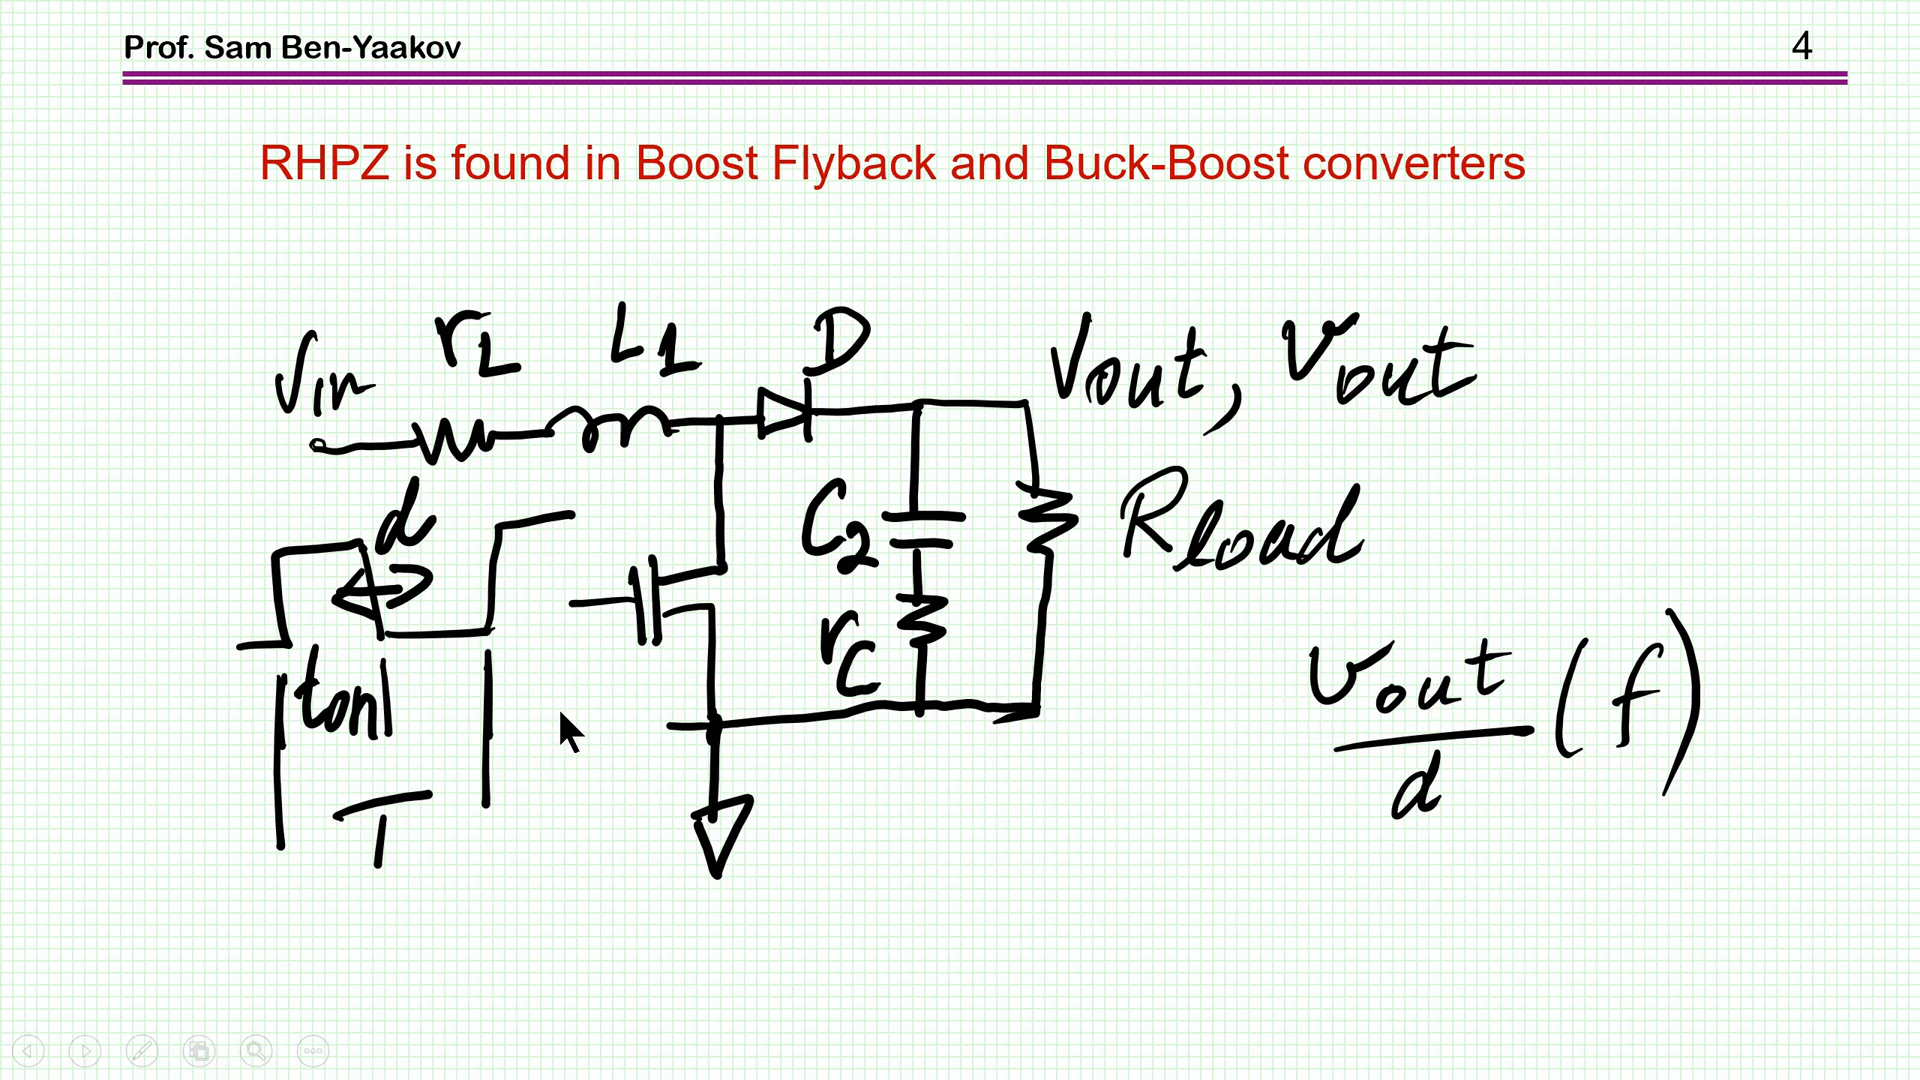 Prof. Sam Ben-Yaakov 4
RHPZ is found in Boost Flyback and Buck-Boost converters
Vin rL L1 D Vout, vout
d C2 Rload
ton rC vout/d (f)
T